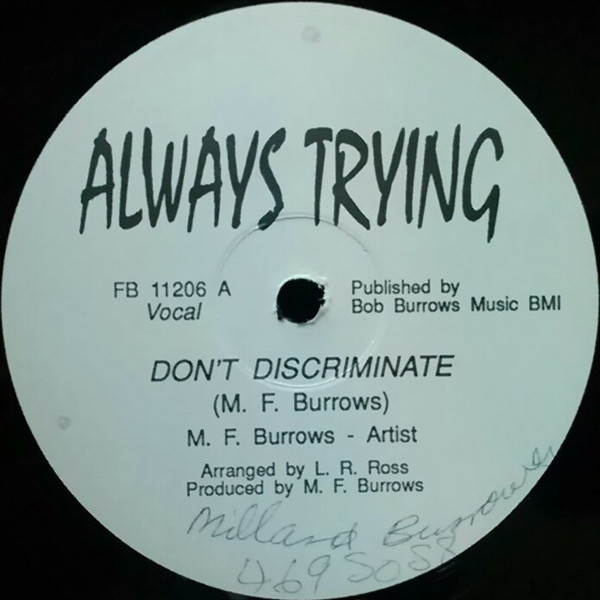 ALWAYS TRYING
FB 11206 A
Vocal
Published by
Bob Burrows Music BMI
DON'T DISCRIMINATE
(M. F. Burrows)
M. F. Burrows - Artist
Arranged by L. R. Ross
Produced by M. F. Burrows
Millard Burrows
469